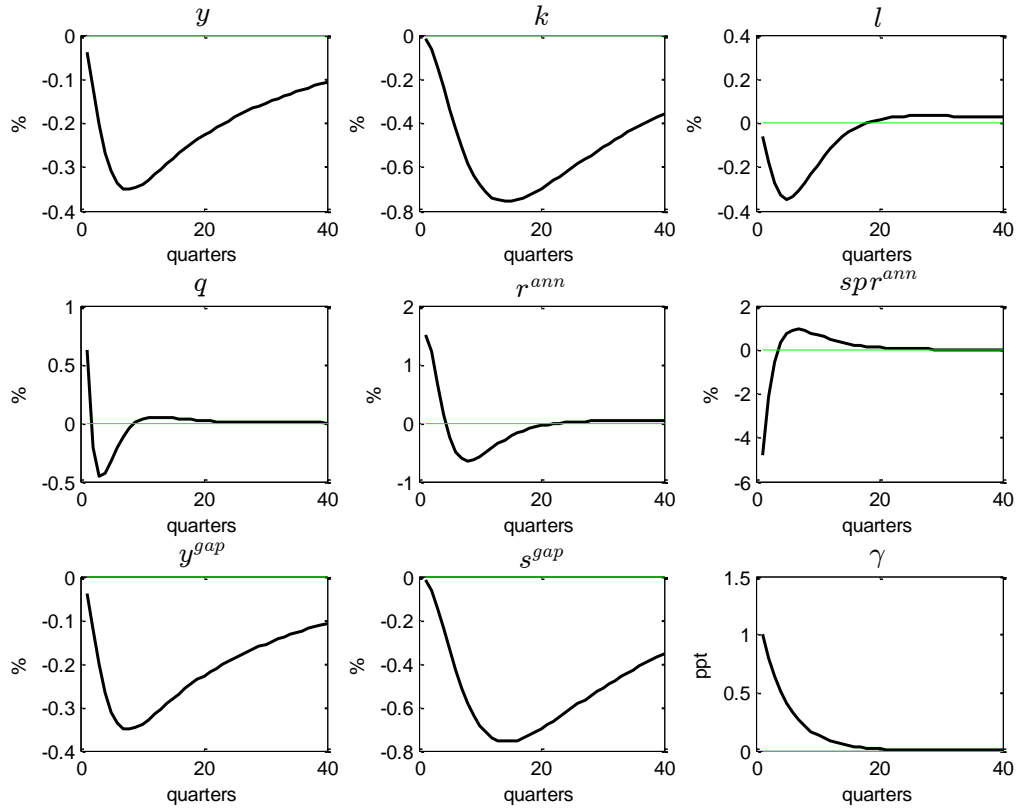 y
k
l
0
-0.1
-0.2
-0.3
-0.4
%
0 20 40
quarters
0
-0.2
-0.4
-0.6
-0.8
%
0 20 40
quarters
0.4
0.2
0
-0.2
-0.4
%
0 20 40
quarters
q
r^{ann}
spr^{ann}
1
0.5
0
-0.5
%
0 20 40
quarters
2
1
0
-1
%
0 20 40
quarters
2
0
-2
-4
-6
%
0 20 40
quarters
y^{gap}
s^{gap}
γ
0
-0.1
-0.2
-0.3
-0.4
%
0 20 40
quarters
0
-0.2
-0.4
-0.6
-0.8
%
0 20 40
quarters
1.5
1
0.5
0
ppt
0 20 40
quarters